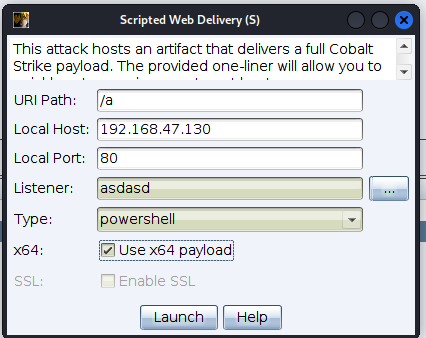 Scripted Web Delivery (S)
This attack hosts an artifact that delivers a full Cobalt
Strike payload. The provided one-liner will allow you to
URI Path: /a
Local Host: 192.168.47.130
Local Port: 80
Listener: asdasd ...
Type: powershell
x64: Use x64 payload
SSL: Enable SSL
Launch Help